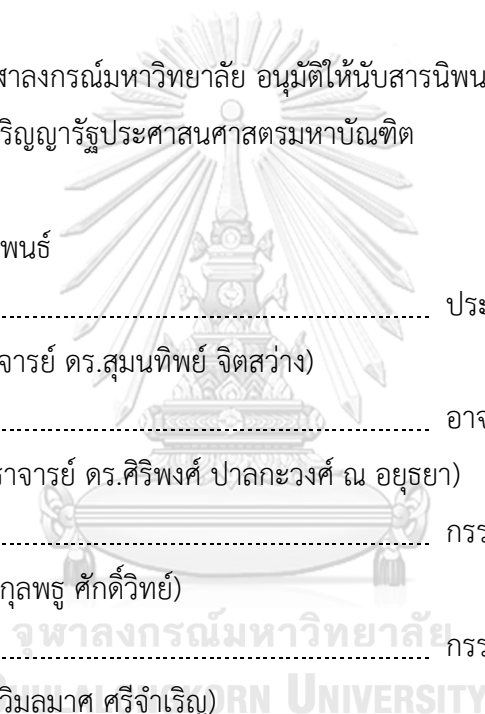 ฬาลงกรณ์มหาวิทยาลัย อนุมัติให้นับสารนิพน
ริญญารัฐประศาสนศาสตรมหาบัณฑิต
พนธ์
ประ
จารย์ ดร.สุมนทิพย์ จิตสว่าง)
อาจ
าจารย์ ดร.ศิริพงศ์ ปาลกะวงศ์ ณ อยุธยา)
กรร
กุลพธู ศักดิ์วิทย์)
จุฬาลงกรณ์มหาวิทยาลัย
กรร
วิมลมาศ ศรีจำเริญ)
UNIVERSITY